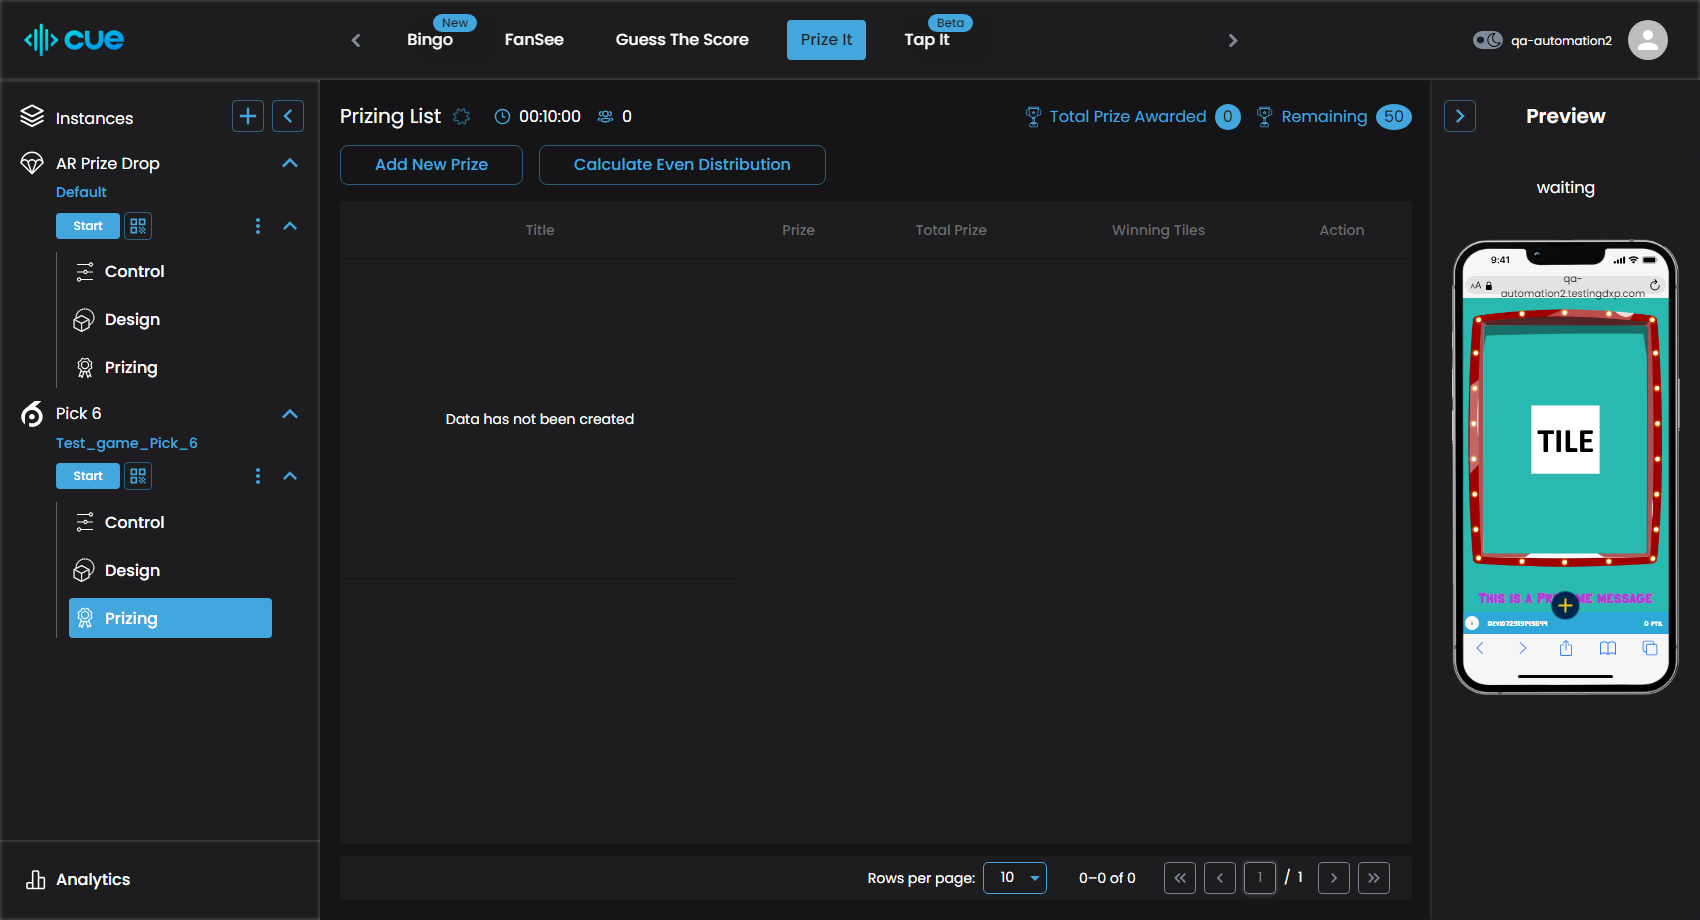 cue
New
Bingo
FanSee
Guess The Score
Prize It
Beta
Tap It
qa-automation2
Instances
AR Prize Drop
Default
Start
Control
Design
Prizing
Pick 6
Test_game_Pick_6
Start
Control
Design
Prizing
Analytics
Prizing List
00:10:00
0
Total Prize Awarded 0
Remaining 50
Add New Prize
Calculate Even Distribution
Title Prize Total Prize Winning Tiles Action
Data has not been created
Rows per page: 10 0–0 of 0 1 / 1
Preview
waiting
9:41
AA
qa-
automation2.testingdxp.com
TILE
This is a me message
0 PTS.